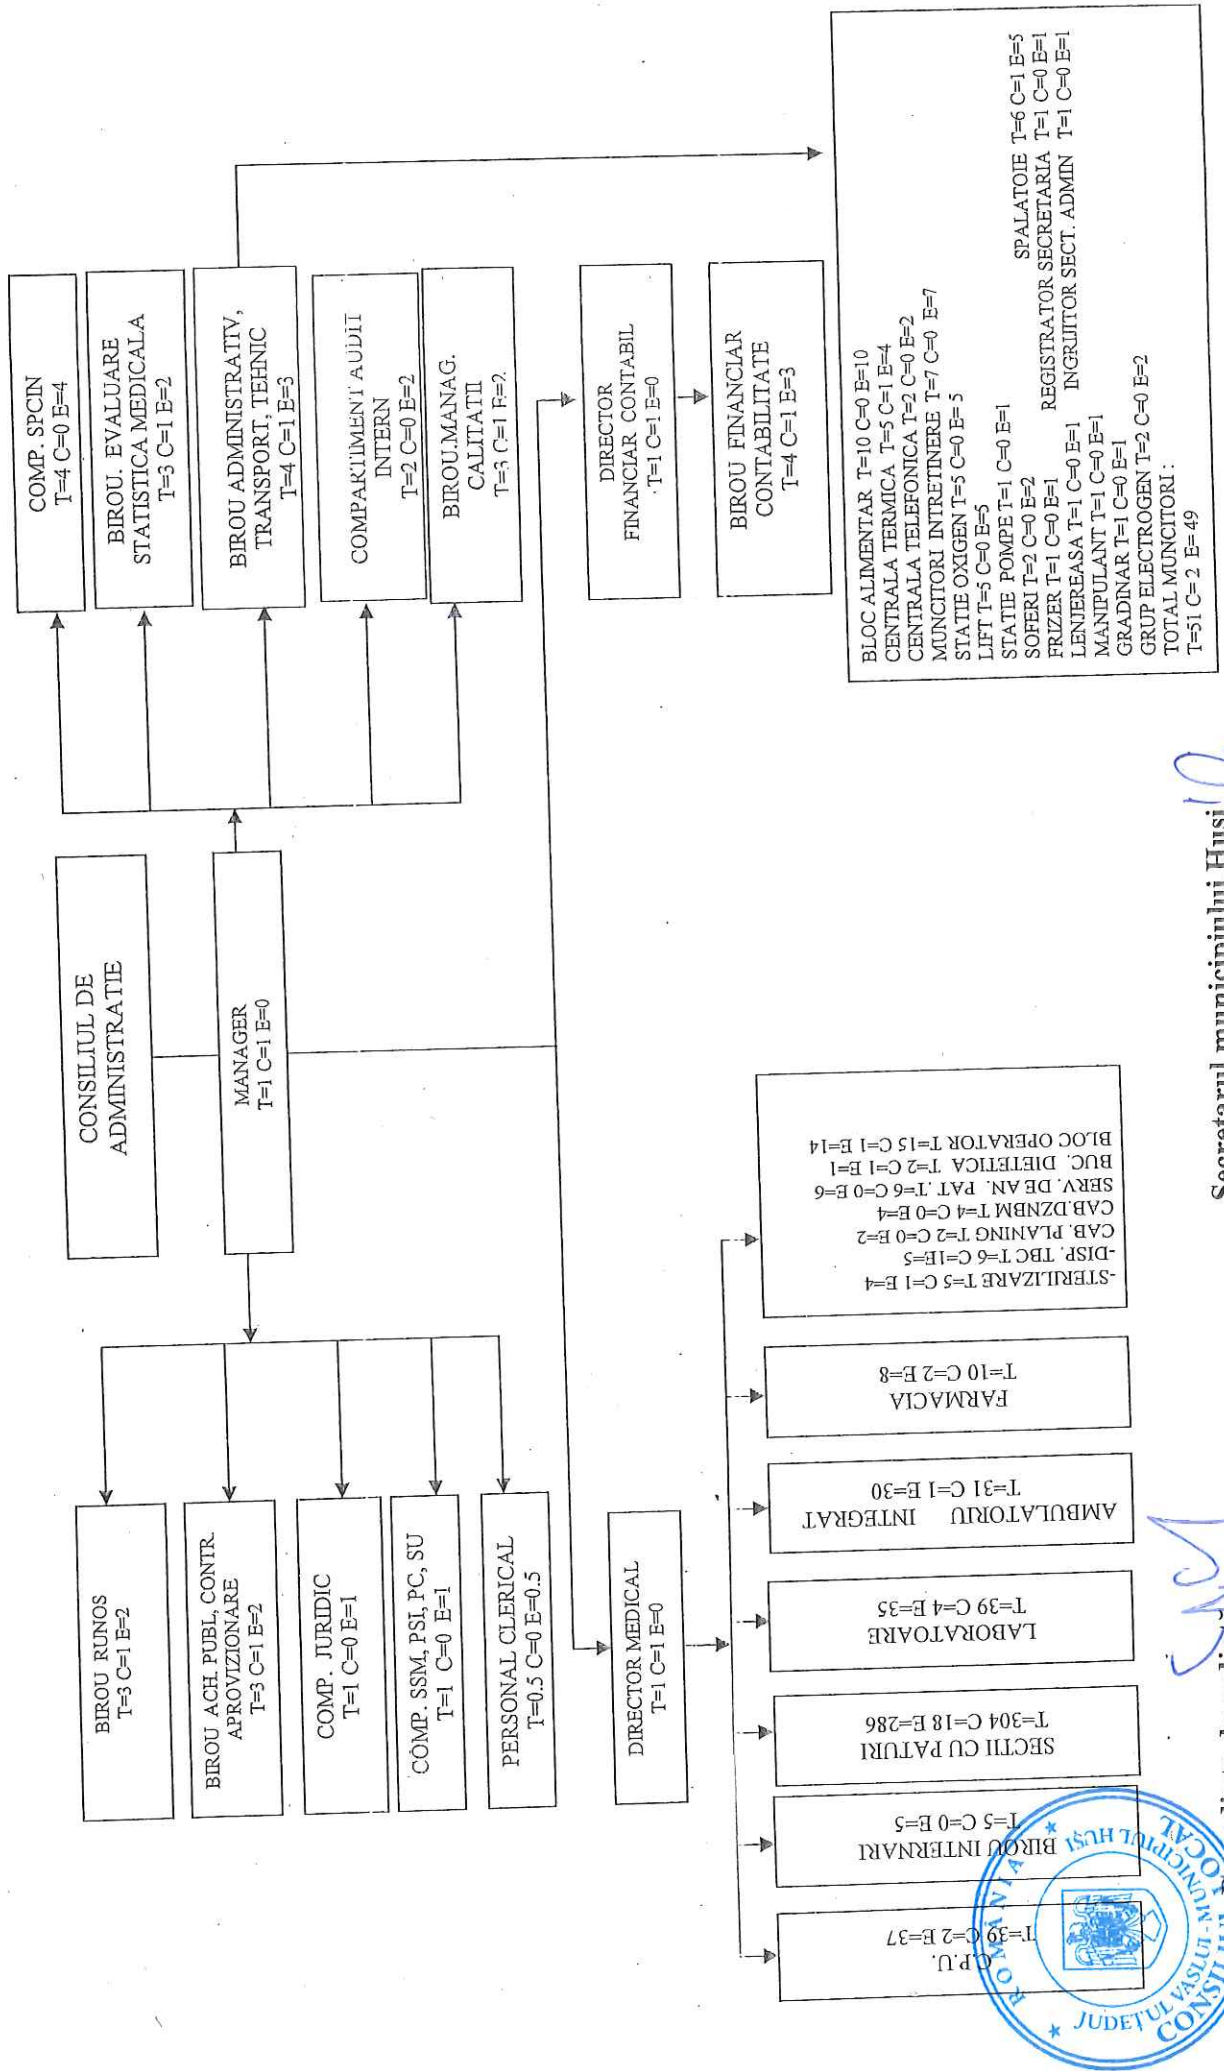 CONSILIUL DE
ADMINISTRATIE
MANAGER
T=1 C=1 E=0
BIROU RUNOS
T=3 C=1 E=2
BIROU ACH. PUBL, CONTR.
APROVIZIONARE
T=3 C=1 E=2
COMP. JURIDIC
T=1 C=0 E=1
COMP. SSM, PSI, PC, SU
T=1 C=0 E=1
PERSONAL CLERICAL
T=0.5 C=0 E=0.5
COMP. SPCIN
T=4 C=0 E=4
BIROU. EVALUARE
STATISTICA MEDICALA
T=3 C=1 E=2
BIROU ADMINISTRATIV,
TRANSPORT, TEHNIC
T=4 C=1 E=3
COMPARTIMENT AUDIT
INTERN
T=2 C=0 E=2
BIROU.MANAG.
CALITATII
T=3 C=1 E=2
DIRECTOR MEDICAL
T=1 C=1 E=0
DIRECTOR
FINANCIAR CONTABIL
T=1 C=1 E=0
BIROU FINANCIAR
CONTABILITATE
T=4 C=1 E=3
C.P.U.
T=39 C=2 E=37
BIROU INTERNARI
T=5 C=0 E=5
SECTII CU PATURI
T=304 C=18 E=286
LABORATOARE
T=39 C=4 E=35
AMBULATORIU INTEGRAT
T=31 C=1 E=30
FARMACIA
T=10 C=2 E=8
-STERILIZARE T=5 C=1 E=4
-DISP. TBC T=6 C=1E=5
CAB. PLANING T=2 C=0 E=2
CAB.DZNBM T=4 C=0 E=4
SERV. DE AN. PAT .T=6 C=0 E=6
BUC. DIETETICA T=2 C=1 E=1
BLOC OPERATOR T=15 C=1 E=14
BLOC ALIMENTAR T=10 C=0 E=10
CENTRALA TERMICA T=5 C=1 E=4
CENTRALA TELEFONICA T=2 C=0 E=2
MUNCITORI INTRETINERE T=7 C=0 E=7
STATIE OXIGEN T=5 C=0 E= 5
LIFT T=5 C=0 E=5
STATIE POMPE T=1 C=0 E=1 SPALATOIE T=6 C=1 E=5
SOFERI T=2 C=0 E=2
FRIZER T=1 C=0 E=1 REGISTRATOR SECRETARIA T=1 C=0 E=1
LENJEREASA T=1 C=0 E=1 INGRIJITOR SECT. ADMIN T=1 C=0 E=1
MANIPULANT T=1 C=0 E=1
GRADINAR T=1 C=0 E=1
GRUP ELECTROGEN T=2 C=0 E=2
TOTAL MUNCITORI :
T=51 C= 2 E= 49
Secretarul municipiului Huși
ROMÂNIA
JUDEȚUL VASLUI - MUNICIPIUL HUȘI
CONSILIUL LOCAL